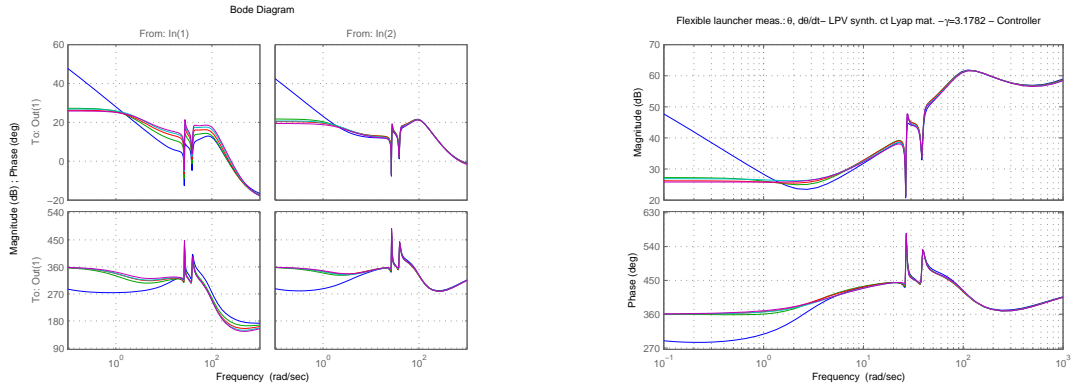 Bode Diagram
From: In(1)
From: In(2)
Magnitude (dB) ; Phase (deg)
To: Out(1)
60
40
20
0
−20
To: Out(1)
540
450
360
270
180
90
10^0
10^2
10^0
10^2
Frequency (rad/sec)
Flexible launcher meas.: θ, dθ/dt− LPV synth. ct Lyap mat. −γ=3.1782 − Controller
Magnitude (dB)
70
60
50
40
30
20
Phase (deg)
630
540
450
360
270
10^−1
10^0
10^1
10^2
10^3
Frequency (rad/sec)